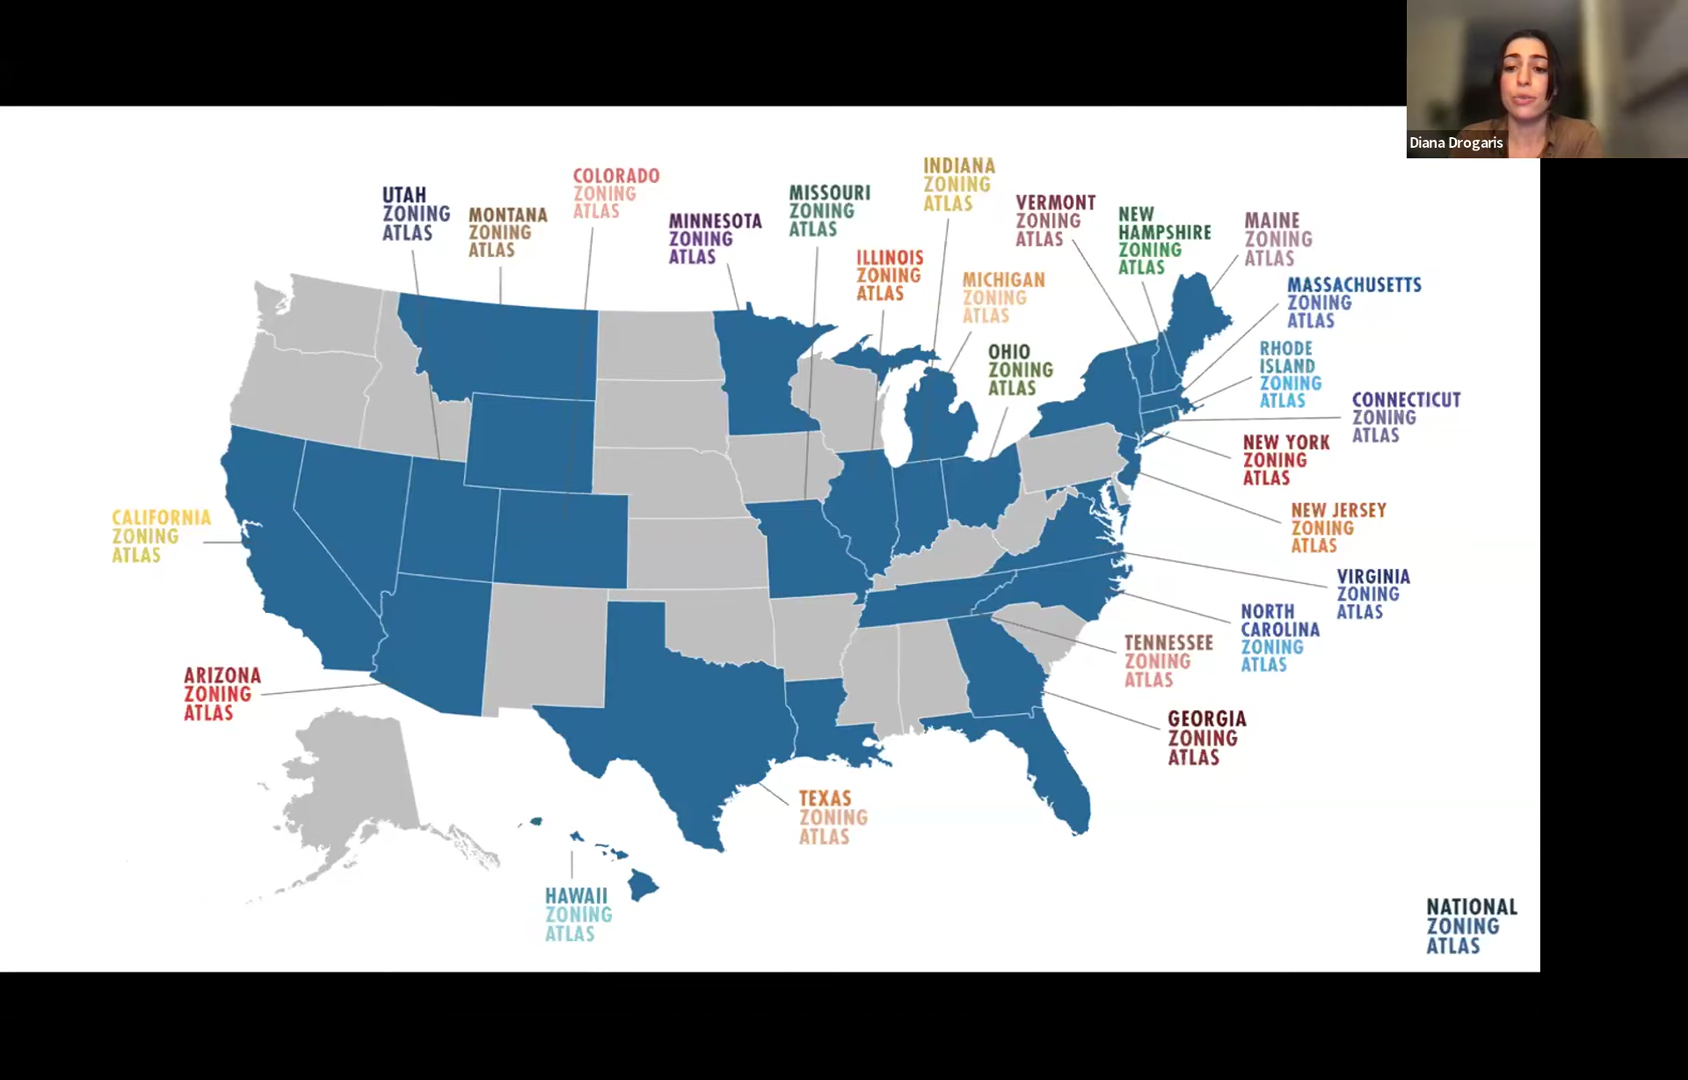 Diana Drogaris
UTAH
ZONING
ATLAS
MONTANA
ZONING
ATLAS
COLORADO
ZONING
ATLAS
MINNESOTA
ZONING
ATLAS
MISSOURI
ZONING
ATLAS
INDIANA
ZONING
ATLAS
ILLINOIS
ZONING
ATLAS
MICHIGAN
ZONING
ATLAS
OHIO
ZONING
ATLAS
VERMONT
ZONING
ATLAS
NEW
HAMPSHIRE
ZONING
ATLAS
MAINE
ZONING
ATLAS
MASSACHUSETTS
ZONING
ATLAS
RHODE
ISLAND
ZONING
ATLAS
CONNECTICUT
ZONING
ATLAS
NEW YORK
ZONING
ATLAS
NEW JERSEY
ZONING
ATLAS
VIRGINIA
ZONING
ATLAS
NORTH
CAROLINA
ZONING
ATLAS
TENNESSEE
ZONING
ATLAS
GEORGIA
ZONING
ATLAS
CALIFORNIA
ZONING
ATLAS
ARIZONA
ZONING
ATLAS
TEXAS
ZONING
ATLAS
HAWAII
ZONING
ATLAS
NATIONAL
ZONING
ATLAS